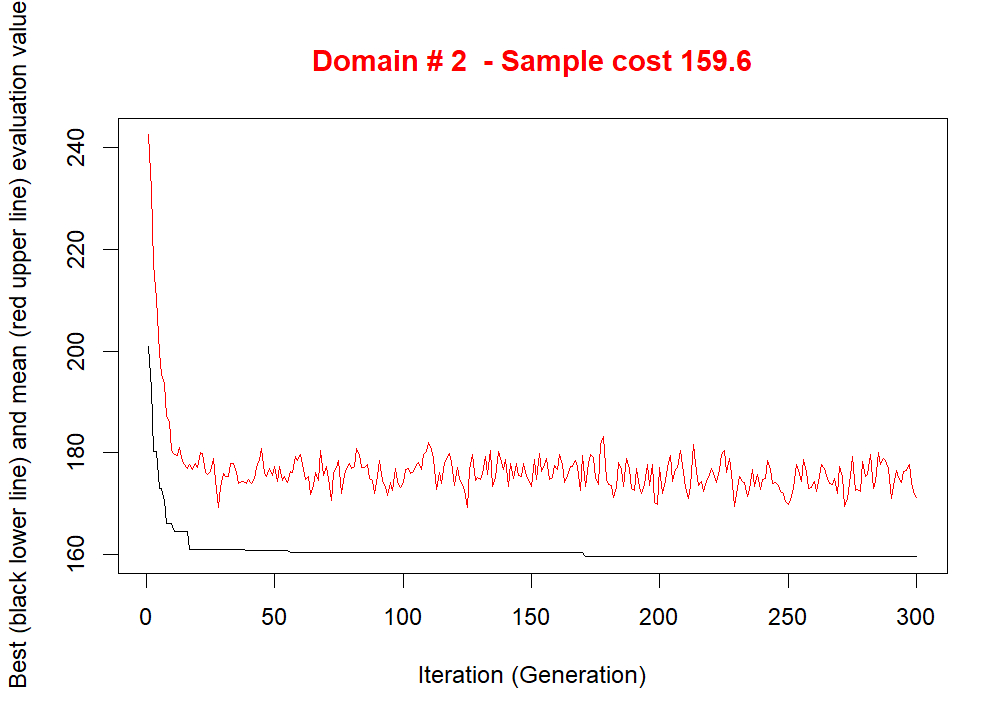 Domain # 2  - Sample cost 159.6
Best (black lower line) and mean (red upper line) evaluation value
240
220
200
180
160
0 50 100 150 200 250 300
Iteration (Generation)